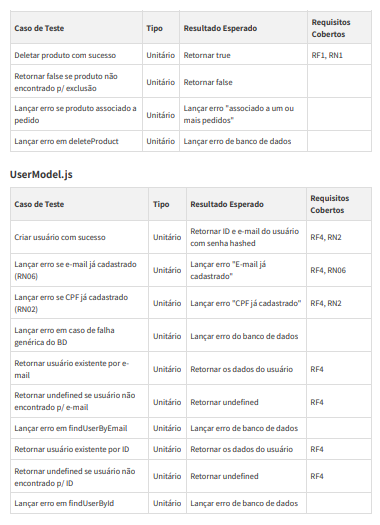 Caso de Teste Tipo Resultado Esperado Requisitos
Cobertos
Deletar produto com sucesso Unitário Retornar true RF1, RN1
Retornar false se produto não
encontrado p/ exclusão Unitário Retornar false
Lançar erro se produto associado a
pedido Unitário Lançar erro "associado a um ou
mais pedidos"
Lançar erro em deleteProduct Unitário Lançar erro de banco de dados
UserModel.js
Caso de Teste Tipo Resultado Esperado Requisitos
Cobertos
Criar usuário com sucesso Unitário Retornar ID e e-mail do usuário
com senha hashed RF4, RN2
Lançar erro se e-mail já cadastrado
(RN06) Unitário Lançar erro "E-mail já
cadastrado" RF4, RN06
Lançar erro se CPF já cadastrado
(RN02) Unitário Lançar erro "CPF já cadastrado" RF4, RN2
Lançar erro em caso de falha
genérica do BD Unitário Lançar erro do banco de dados
Retornar usuário existente por e-
mail Unitário Retornar os dados do usuário RF4
Retornar undefined se usuário não
encontrado p/ e-mail Unitário Retornar undefined RF4
Lançar erro em findUserByEmail Unitário Lançar erro de banco de dados
Retornar usuário existente por ID Unitário Retornar os dados do usuário RF4
Retornar undefined se usuário não
encontrado p/ ID Unitário Retornar undefined RF4
Lançar erro em findUserById Unitário Lançar erro de banco de dados